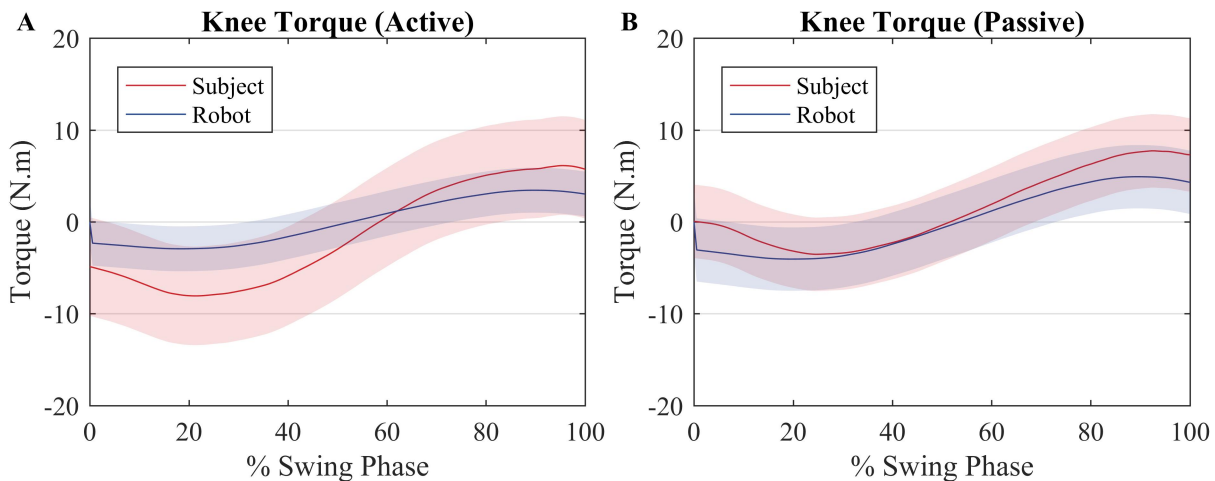 A
Knee Torque (Active)
20
10
0
-10
-20
Torque (N.m)
Subject
Robot
0
20
40
60
80
100
% Swing Phase
B
Knee Torque (Passive)
20
10
0
-10
-20
Torque (N.m)
Subject
Robot
0
20
40
60
80
100
% Swing Phase